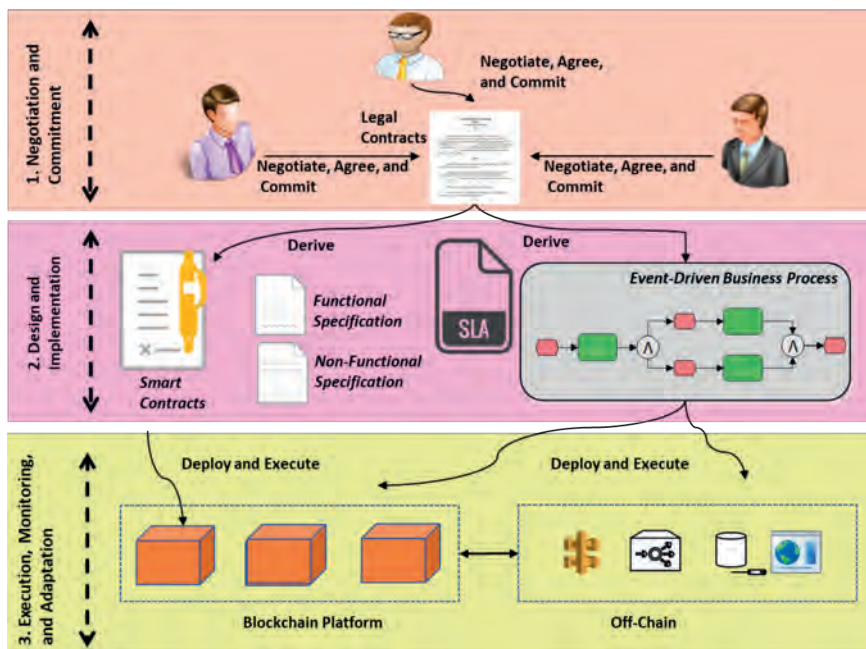 1. Negotiation and
Commitment
Negotiate, Agree,
and Commit
Legal
Contracts
Negotiate, Agree, and
Commit
Negotiate, Agree, and
Commit
2. Design and
Implementation
Derive
Derive
Smart
Contracts
Functional
Specification
Non-Functional
Specification
SLA
Event-Driven Business Process
Λ
Λ
3. Execution, Monitoring,
and Adaptation
Deploy and Execute
Deploy and Execute
Blockchain Platform
Off-Chain